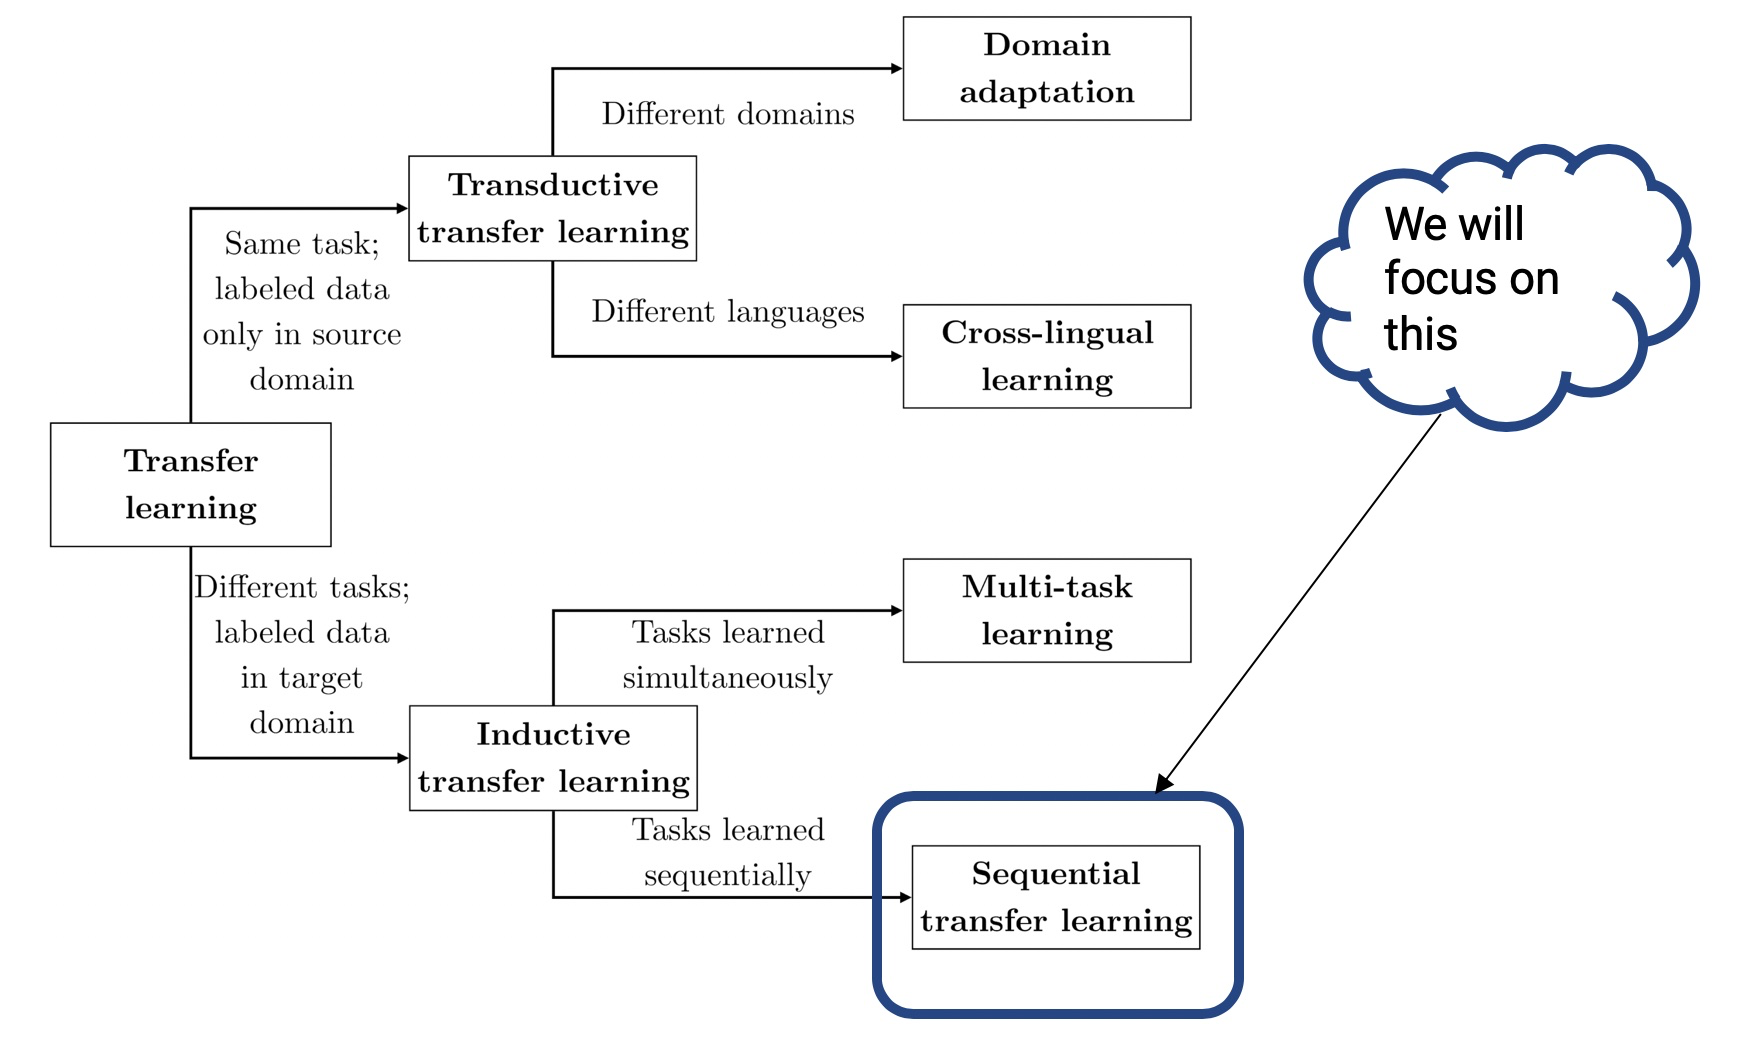 Domain
adaptation
Different domains
Transductive
transfer learning
Same task;
labeled data
only in source
domain
Different languages
Cross-lingual
learning
We will
focus on
this
Transfer
learning
Different tasks;
labeled data
in target
domain
Multi-task
learning
Tasks learned
simultaneously
Inductive
transfer learning
Tasks learned
sequentially
Sequential
transfer learning